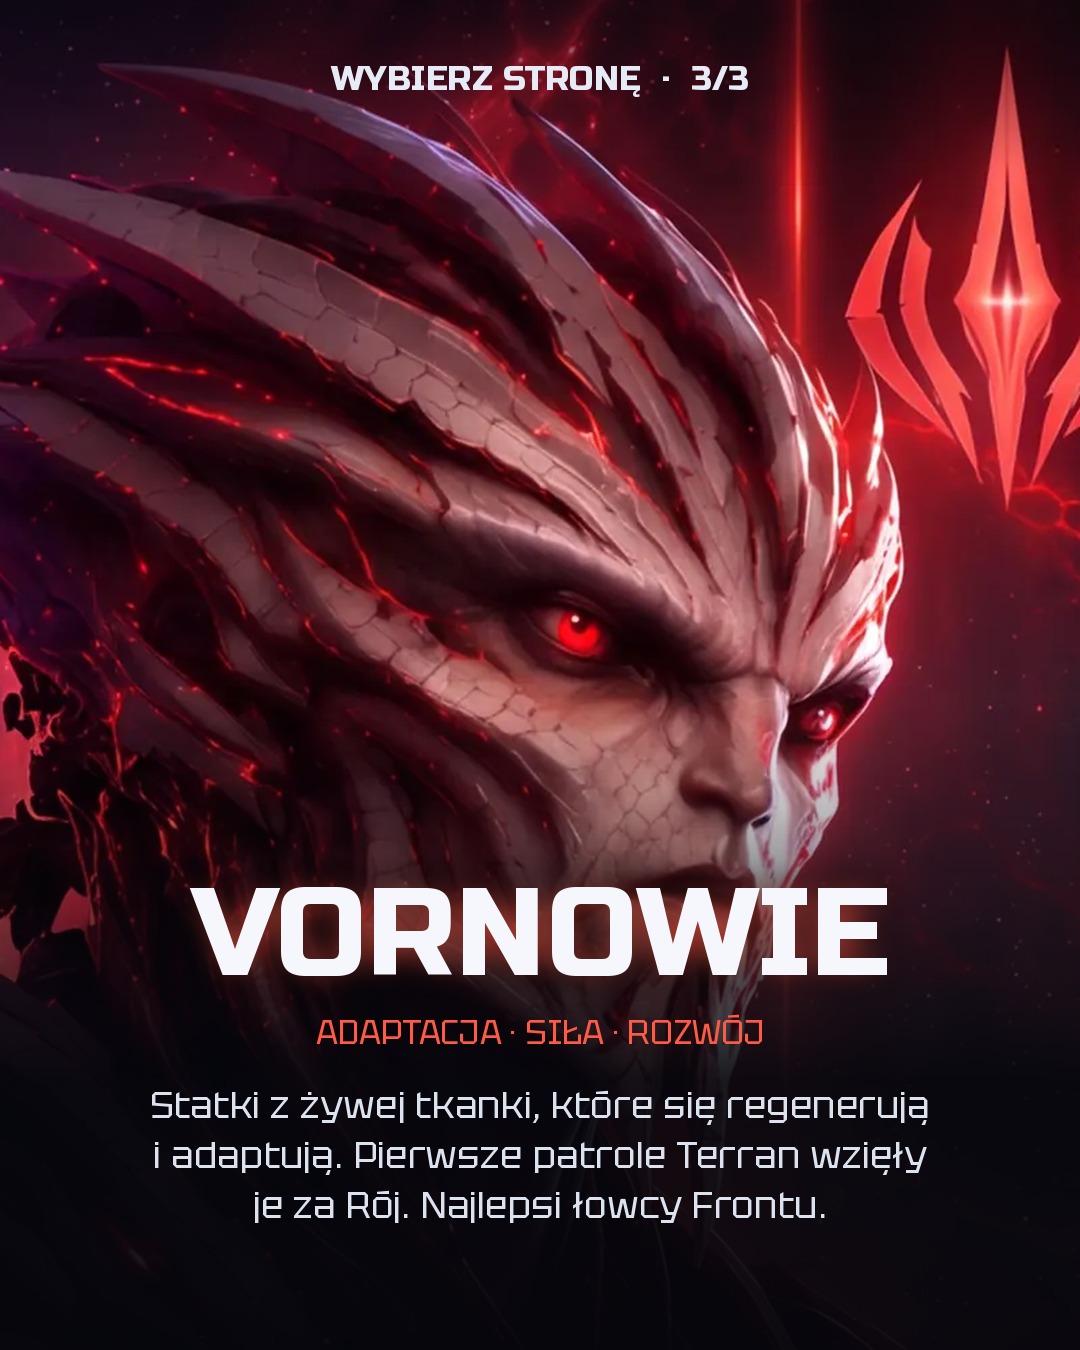 WYBIERZ STRONĘ · 3/3
VORNOWIE
ADAPTACJA · SIŁA · ROZWÓJ
Statki z żywej tkanki, które się regenerują
i adaptują. Pierwsze patrole Terran wzięły
je za Rój. Najlepsi łowcy Frontu.